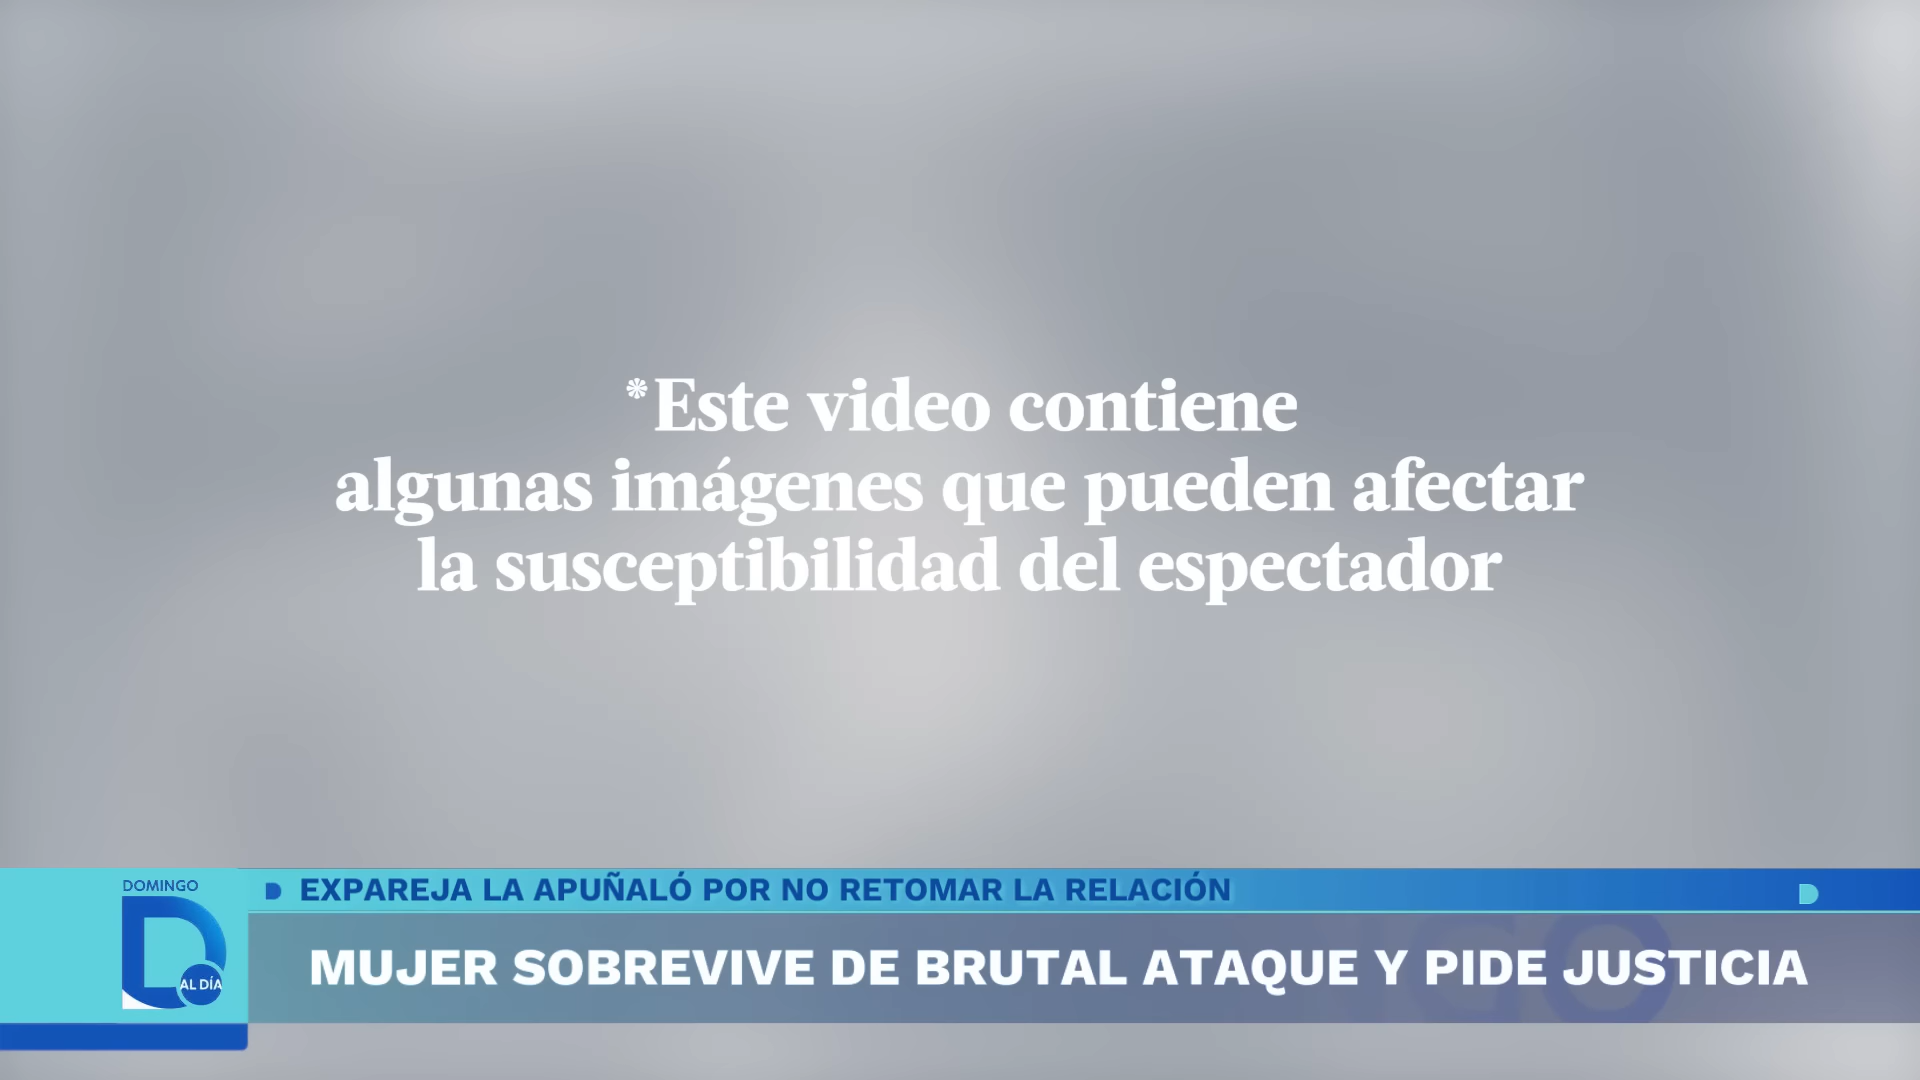 *Este video contiene
algunas imágenes que pueden afectar
la susceptibilidad del espectador
EXPAREJA LA APUÑALÓ POR NO RETOMAR LA RELACIÓN
MUJER SOBREVIVE DE BRUTAL ATAQUE Y PIDE JUSTICIA
DOMINGO
D
AL DÍA